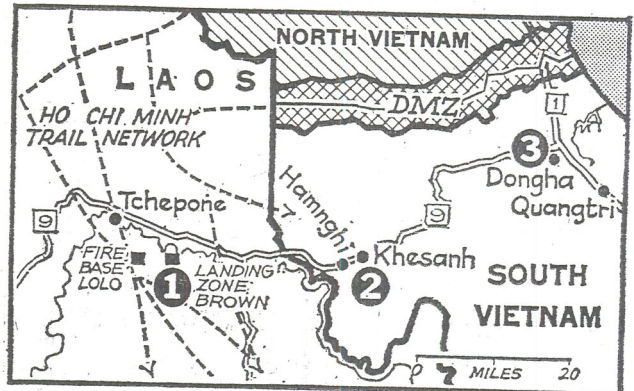 NORTH VIETNAM
LAOS
HO CHI MINH
TRAIL NETWORK
DMZ
1
3
Dongha
Quangtri
Hamnghi
9
Tchepone
9
Khesanh
FIRE
BASE
LOLO
1
LANDING
ZONE
BROWN
2
SOUTH
VIETNAM
0
MILES
20